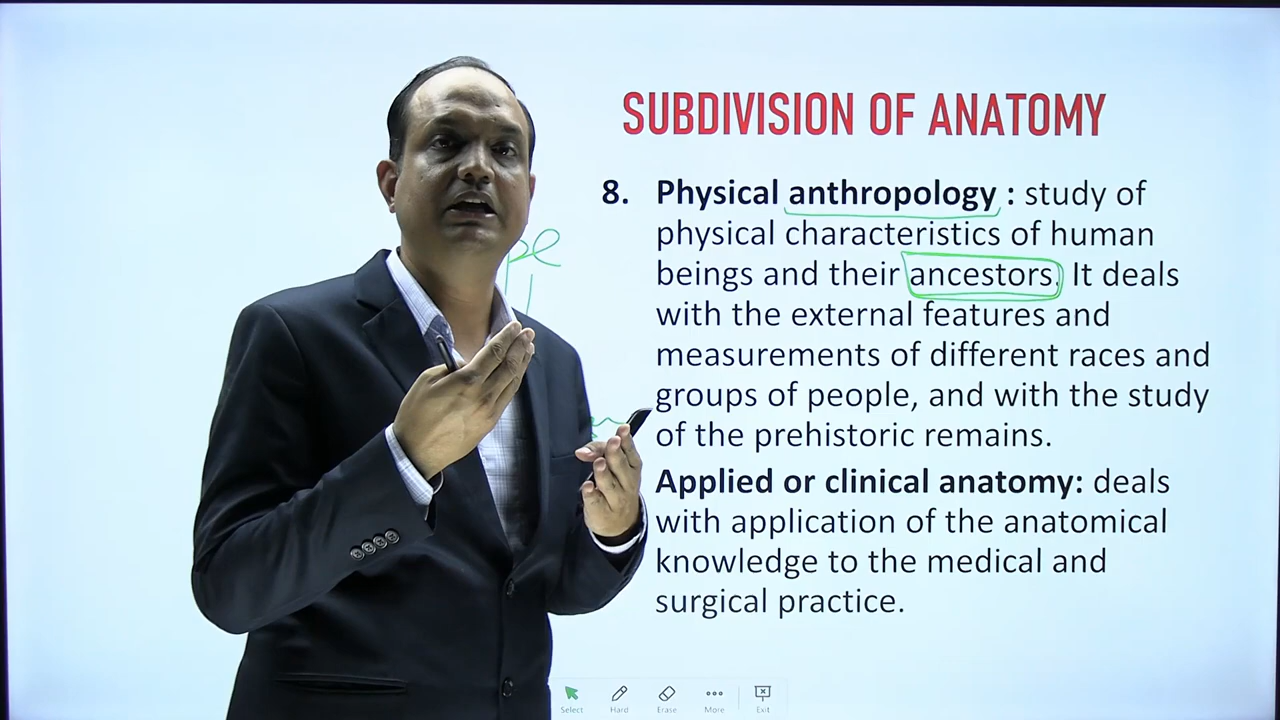 SUBDIVISION OF ANATOMY
8. Physical anthropology : study of
physical characteristics of human
beings and their ancestors. It deals
with the external features and
measurements of different races and
groups of people, and with the study
of the prehistoric remains.
Applied or clinical anatomy: deals
with application of the anatomical
knowledge to the medical and
surgical practice.
Select Hard Erase More Exit